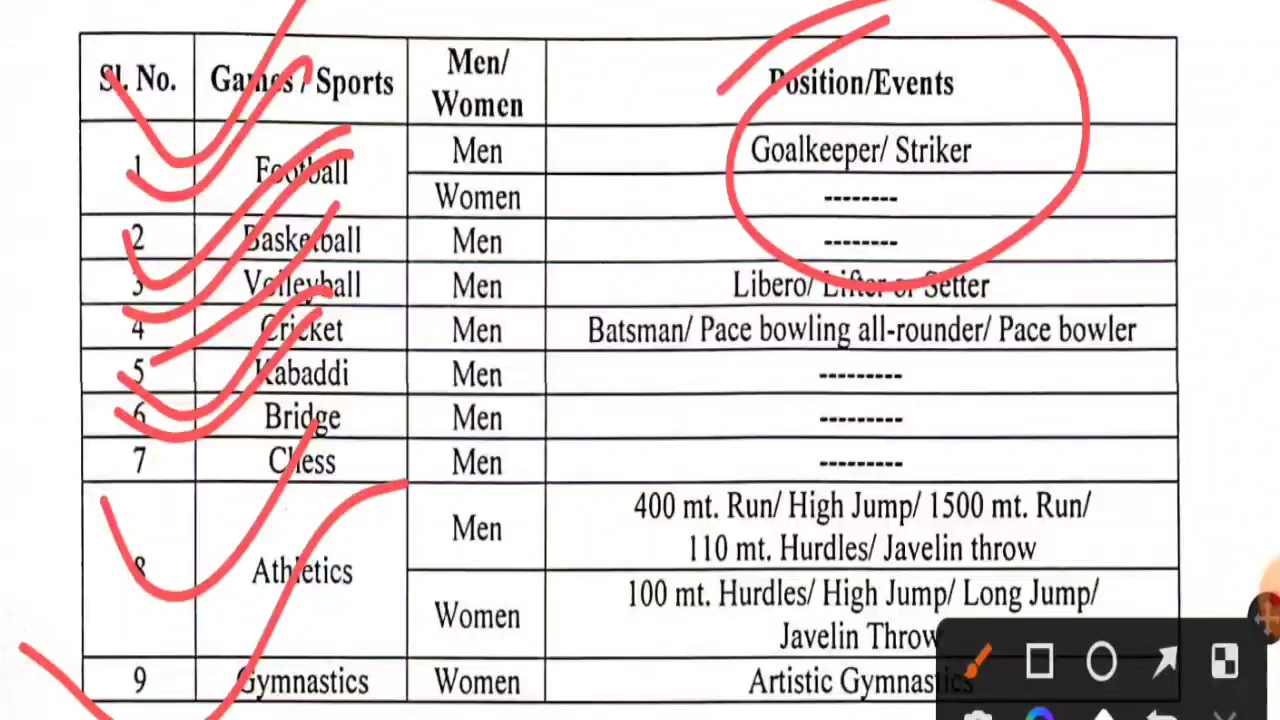 Sl. No. Games / Sports Men/ Women Position/Events
1 Football Men Goalkeeper/ Striker
Women --------
2 Basketball Men --------
3 Volleyball Men Libero/ Lifter or Setter
4 Cricket Men Batsman/ Pace bowling all-rounder/ Pace bowler
5 Kabaddi Men ---------
6 Bridge Men ---------
7 Chess Men ---------
8 Athletics Men 400 mt. Run/ High Jump/ 1500 mt. Run/
110 mt. Hurdles/ Javelin throw
Women 100 mt. Hurdles/ High Jump/ Long Jump/
Javelin Throw
9 Gymnastics Women Artistic Gymnastics